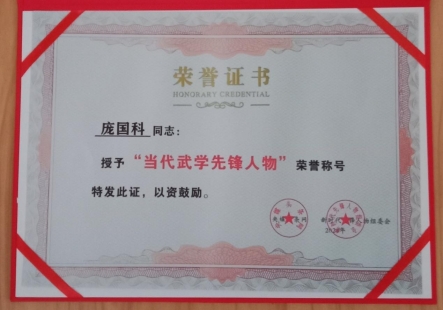 荣誉证书
HONORARY CREDENTIAL
庞国科 同志：
授予 “当代武学先锋人物” 荣誉称号
特发此证，以资鼓励。